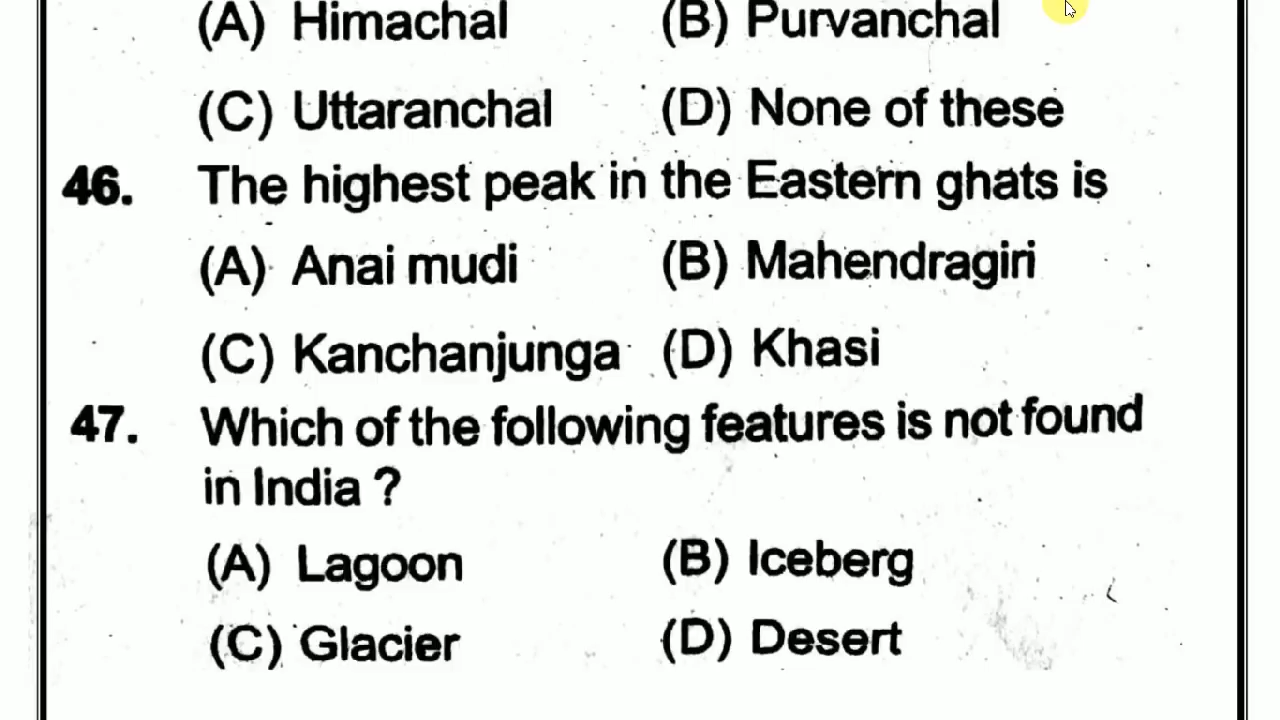 (A) Himachal (B) Purvanchal
(C) Uttaranchal (D) None of these
46. The highest peak in the Eastern ghats is
(A) Anai mudi (B) Mahendragiri
(C) Kanchanjunga (D) Khasi
47. Which of the following features is not found
in India ?
(A) Lagoon (B) Iceberg
(C) Glacier (D) Desert